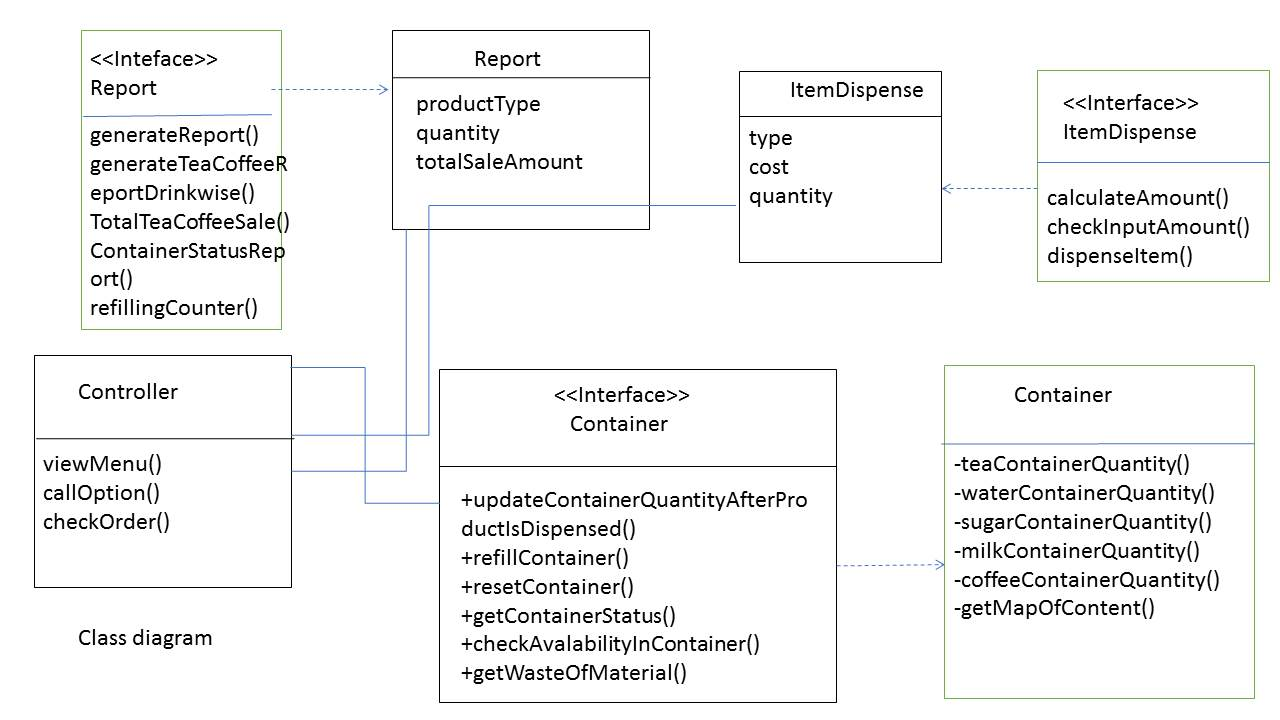 <<Inteface>>
Report
generateReport()
generateTeaCoffeeR
eportDrinkwise()
TotalTeaCoffeeSale()
ContainerStatusRep
ort()
refillingCounter()
Report
productType
quantity
totalSaleAmount
ItemDispense
type
cost
quantity
<<Interface>>
ItemDispense
calculateAmount()
checkInputAmount()
dispenseItem()
Controller
viewMenu()
callOption()
checkOrder()
<<Interface>>
Container
+updateContainerQuantityAfterPro
ductIsDispensed()
+refillContainer()
+resetContainer()
+getContainerStatus()
+checkAvalabilityInContainer()
+getWasteOfMaterial()
Container
-teaContainerQuantity()
-waterContainerQuantity()
-sugarContainerQuantity()
-milkContainerQuantity()
-coffeeContainerQuantity()
-getMapOfContent()
Class diagram